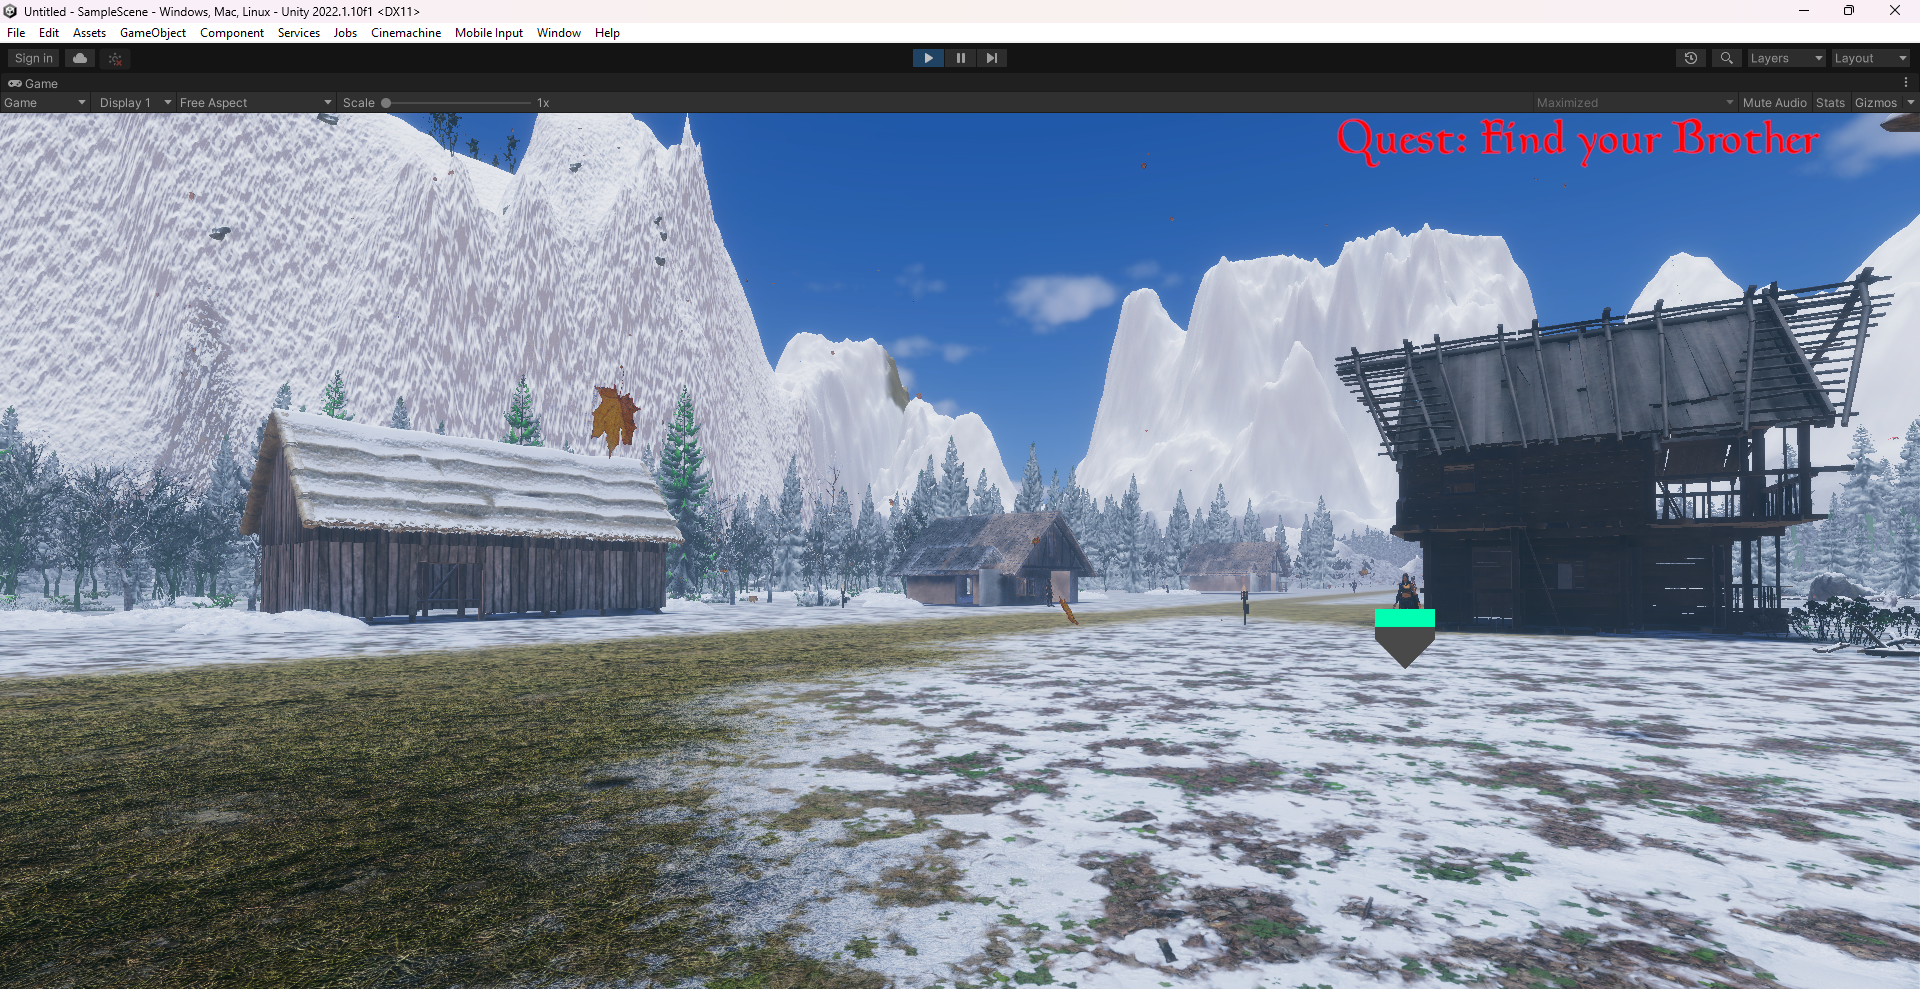 Untitled - SampleScene - Windows, Mac, Linux - Unity 2022.1.10f1 <DX11>
File Edit Assets GameObject Component Services Jobs Cinemachine Mobile Input Window Help
Sign in Layers Layout
Game
Game Display 1 Free Aspect Scale 1x Maximized Mute Audio Stats Gizmos
Quest: Find your Brother